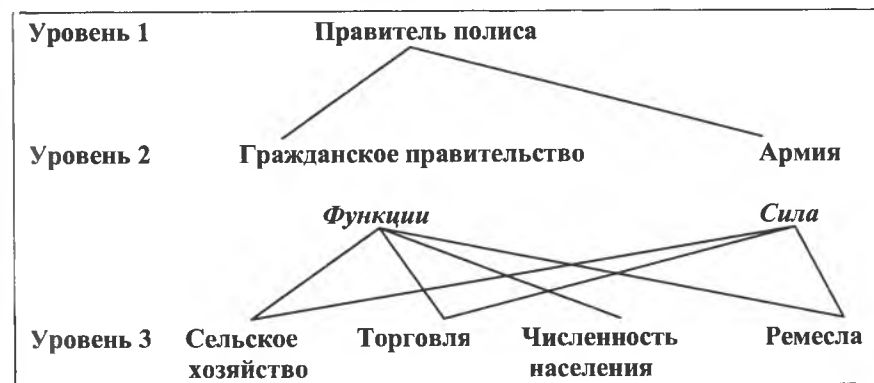 Уровень 1 Правитель полиса
Уровень 2 Гражданское правительство Армия
Функции Сила
Уровень 3 Сельское хозяйство Торговля Численность населения Ремесла